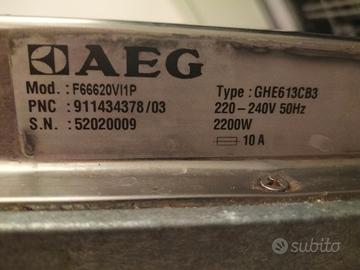 AEG
Mod. : F66620VI1P Type : GHE613CB3
PNC : 911434378/03 220-240V 50Hz
S.N. : 52020009 2200W
10 A
subito